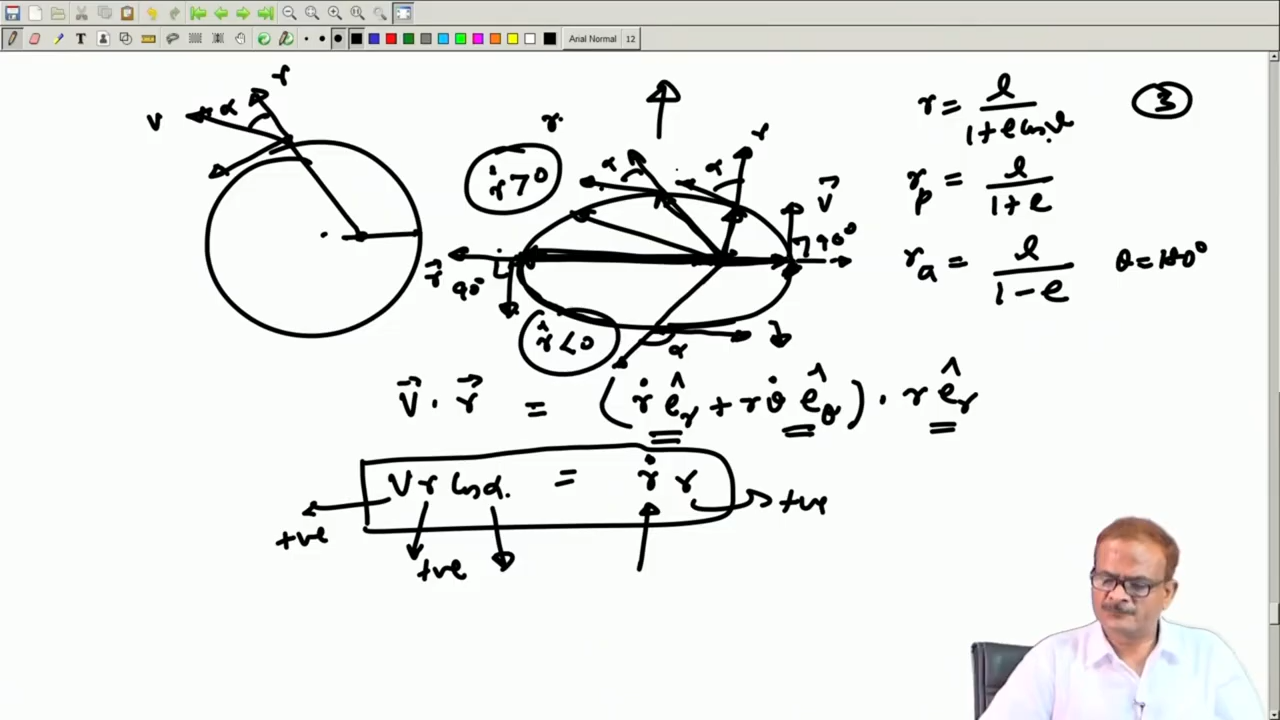 Arial Normal 12
r
α
V
r
α
r
α
ṙ > 0
V⃗
90°
r⃗
90°
ṙ < 0
α
r = l / (1 + e cos θ)
③
r_p = l / (1 + e)
r_a = l / (1 − e) θ = 180°
V⃗ · r⃗ = (ṙ ê_r + r θ̇ ê_θ) · r ê_r
V r cos α. = ṙ r
+ve
+ve
+ve